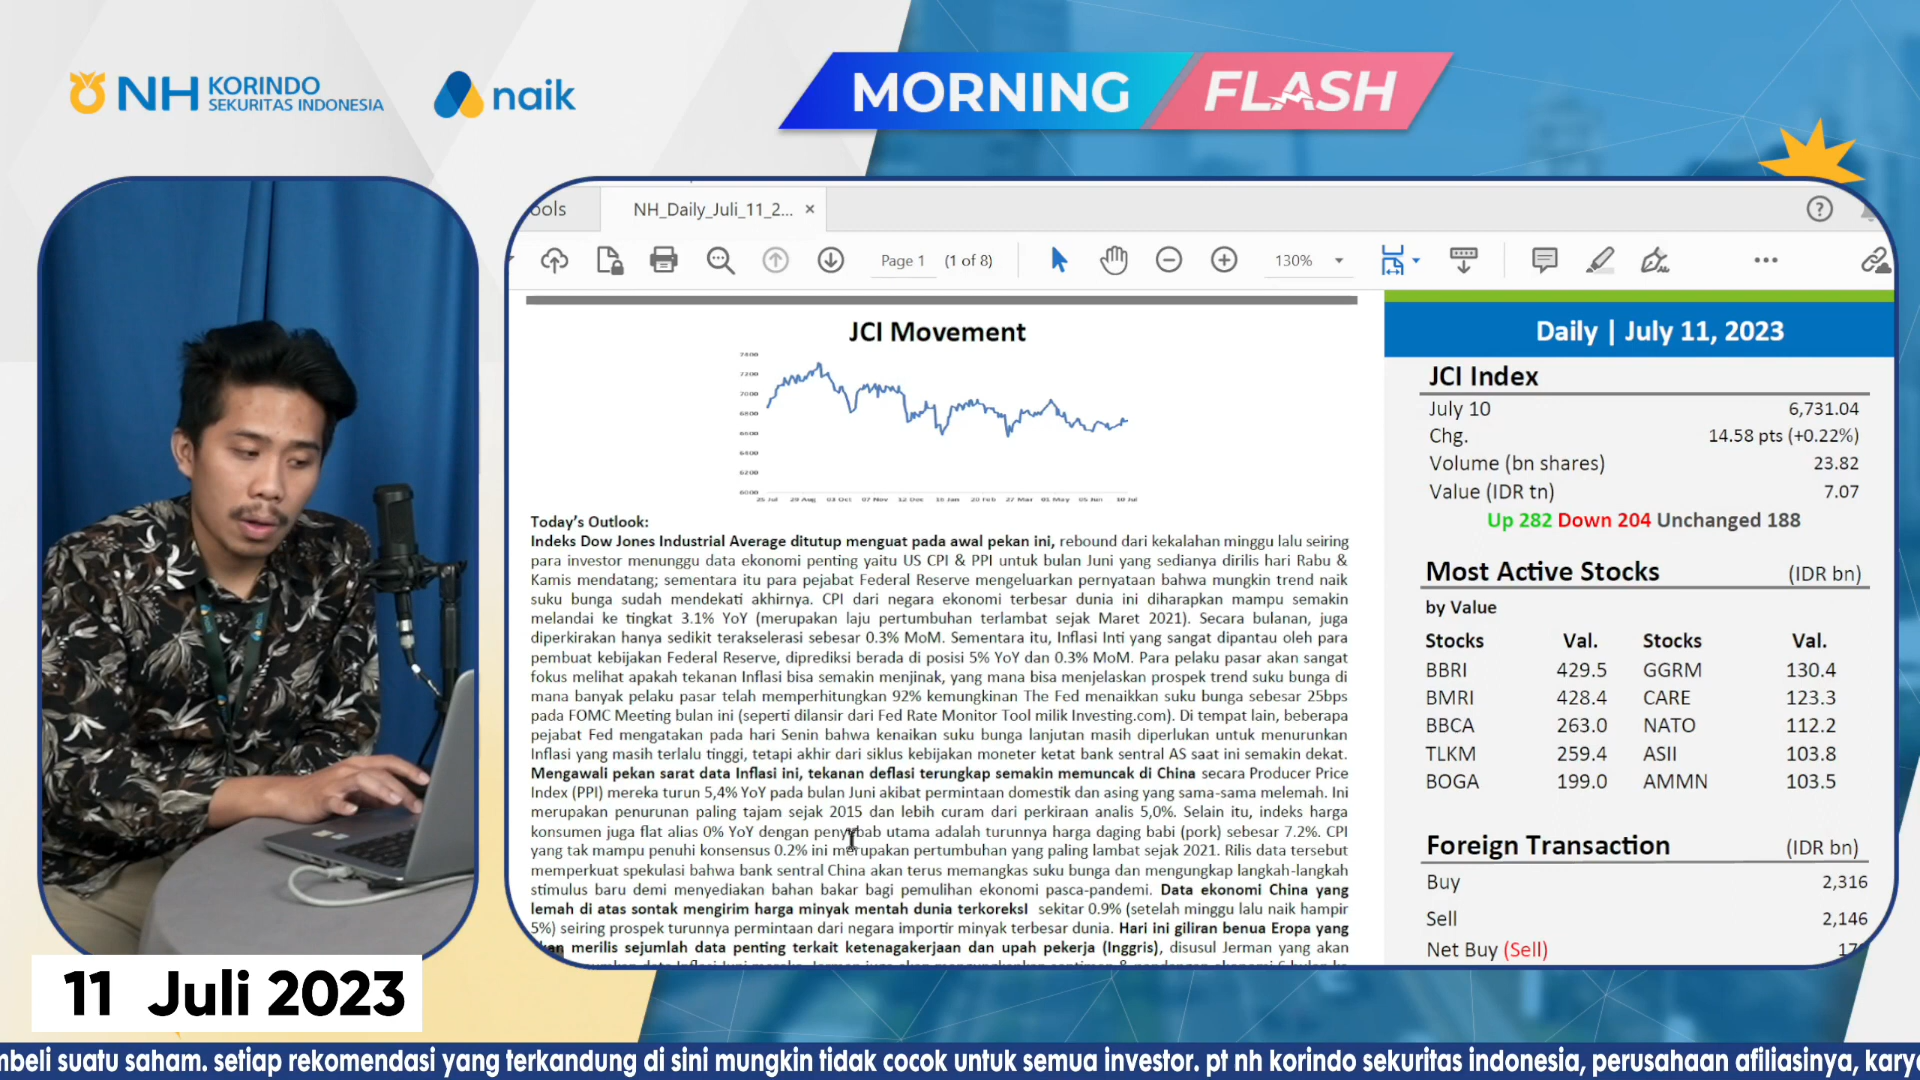 NH KORINDO
SEKURITAS INDONESIA
naik
MORNING FLASH
NH_Daily_Juli_11_2... ×
Page 1 (1 of 8)
130%
JCI Movement
Daily | July 11, 2023
JCI Index
July 10 6,731.04
Chg. 14.58 pts (+0.22%)
Volume (bn shares) 23.82
Value (IDR tn) 7.07
Up 282 Down 204 Unchanged 188
Most Active Stocks (IDR bn)
by Value
Stocks Val. Stocks Val.
BBRI 429.5 GGRM 130.4
BMRI 428.4 CARE 123.3
BBCA 263.0 NATO 112.2
TLKM 259.4 ASII 103.8
BOGA 199.0 AMMN 103.5
Foreign Transaction (IDR bn)
Buy 2,316
Sell 2,146
Net Buy (Sell)
Today's Outlook:
Indeks Dow Jones Industrial Average ditutup menguat pada awal pekan ini, rebound dari kekalahan minggu lalu seiring
para investor menunggu data ekonomi penting yaitu US CPI & PPI untuk bulan Juni yang sedianya dirilis hari Rabu &
Kamis mendatang; sementara itu para pejabat Federal Reserve mengeluarkan pernyataan bahwa mungkin trend naik
suku bunga sudah mendekati akhirnya. CPI dari negara ekonomi terbesar dunia ini diharapkan mampu semakin
melandai ke tingkat 3.1% YoY (merupakan laju pertumbuhan terlambat sejak Maret 2021). Secara bulanan, juga
diperkirakan hanya sedikit terakselerasi sebesar 0.3% MoM. Sementara itu, Inflasi Inti yang sangat dipantau oleh para
pembuat kebijakan Federal Reserve, diprediksi berada di posisi 5% YoY dan 0.3% MoM. Para pelaku pasar akan sangat
fokus melihat apakah tekanan Inflasi bisa semakin menjinak, yang mana bisa menjelaskan prospek trend suku bunga di
mana banyak pelaku pasar telah memperhitungkan 92% kemungkinan The Fed menaikkan suku bunga sebesar 25bps
pada FOMC Meeting bulan ini (seperti dilansir dari Fed Rate Monitor Tool milik Investing.com). Di tempat lain, beberapa
pejabat Fed mengatakan pada hari Senin bahwa kenaikan suku bunga lanjutan masih diperlukan untuk menurunkan
Inflasi yang masih terlalu tinggi, tetapi akhir dari siklus kebijakan moneter ketat bank sentral AS saat ini semakin dekat.
Mengawali pekan sarat data Inflasi ini, tekanan deflasi terungkap semakin memuncak di China secara Producer Price
Index (PPI) mereka turun 5,4% YoY pada bulan Juni akibat permintaan domestik dan asing yang sama-sama melemah. Ini
merupakan penurunan paling tajam sejak 2015 dan lebih curam dari perkiraan analis 5,0%. Selain itu, indeks harga
konsumen juga flat alias 0% YoY dengan penyebab utama adalah turunnya harga daging babi (pork) sebesar 7.2%. CPI
yang tak mampu penuhi konsensus 0.2% ini merupakan pertumbuhan yang paling lambat sejak 2021. Rilis data tersebut
memperkuat spekulasi bahwa bank sentral China akan terus memangkas suku bunga dan mengungkap langkah-langkah
stimulus baru demi menyediakan bahan bakar bagi pemulihan ekonomi pasca-pandemi. Data ekonomi China yang
lemah di atas sontak mengirim harga minyak mentah dunia terkoreksi sekitar 0.9% (setelah minggu lalu naik hampir
5%) seiring prospek turunnya permintaan dari negara importir minyak terbesar dunia. Hari ini giliran benua Eropa yang
merilis sejumlah data penting terkait ketenagakerjaan dan upah pekerja (Inggris), disusul Jerman yang akan
11 Juli 2023
mbeli suatu saham. setiap rekomendasi yang terkandung di sini mungkin tidak cocok untuk semua investor. pt nh korindo sekuritas indonesia, perusahaan afiliasinya, karya